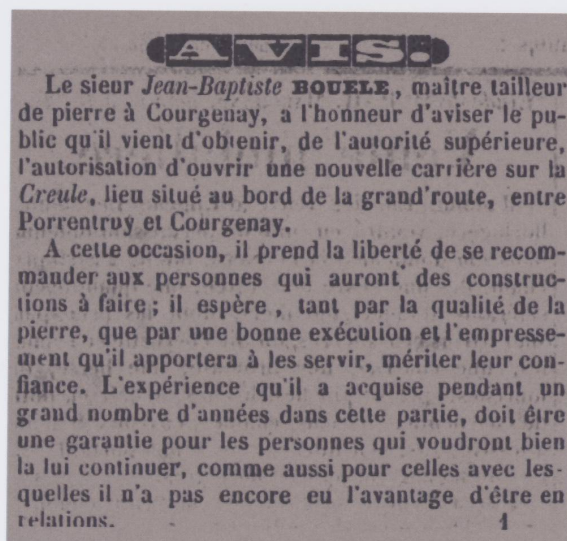 AVIS.
Le sieur Jean-Baptiste BOUELE, maître tailleur
de pierre à Courgenay, a l'honneur d'aviser le pu-
blic qu'il vient d'obtenir, de l'autorité supérieure,
l'autorisation d'ouvrir une nouvelle carrière sur la
Creule, lieu situé au bord de la grand'route, entre
Porrentruy et Courgenay.
A cette occasion, il prend la liberté de se recom-
mander aux personnes qui auront des construc-
tions à faire; il espère, tant par la qualité de la
pierre, que par une bonne exécution et l'empresse-
ment qu'il apportera à les servir, mériter leur con-
fiance. L'expérience qu'il a acquise pendant un
grand nombre d'années dans cette partie, doit être
une garantie pour les personnes qui voudront bien
la lui continuer, comme aussi pour celles avec les-
quelles il n'a pas encore eu l'avantage d'être en
relations. 1